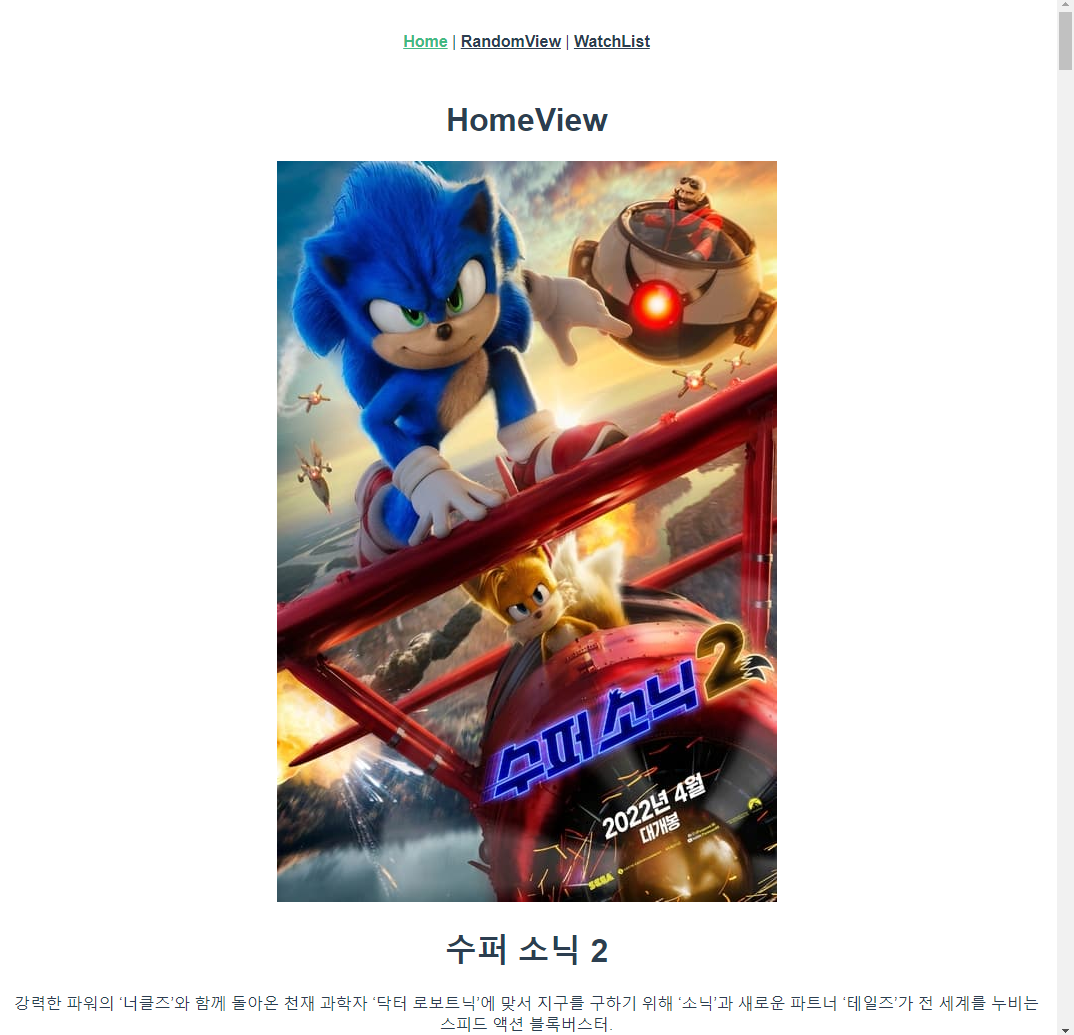 Home | RandomView | WatchList
HomeView
수퍼 소닉 2
2022년 4월
대개봉
SEGA
수퍼 소닉 2
강력한 파워의 ‘너클즈’와 함께 돌아온 천재 과학자 ‘닥터 로보트닉’에 맞서 지구를 구하기 위해 ‘소닉’과 새로운 파트너 ‘테일즈’가 전 세계를 누비는
스피드 액션 블록버스터.